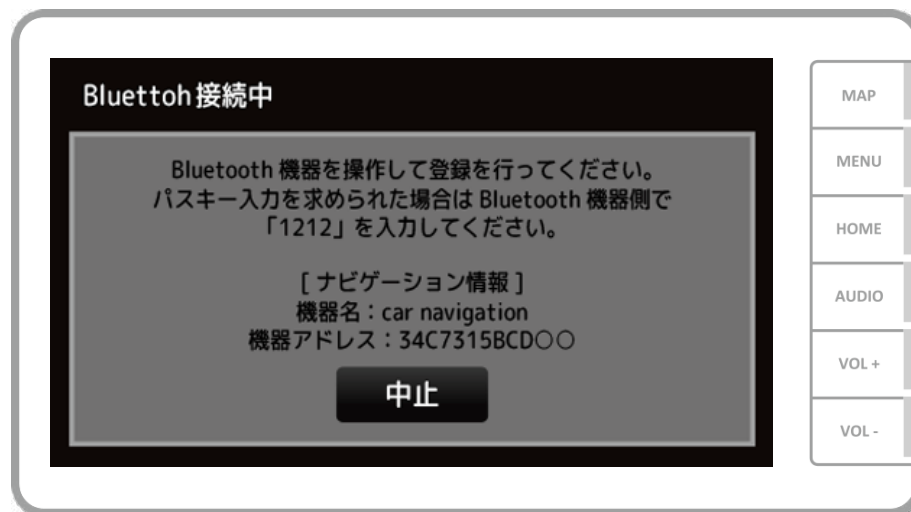 Bluettoh接続中
Bluetooth 機器を操作して登録を行ってください。
パスキー入力を求められた場合は Bluetooth 機器側で
「1212」を入力してください。
[ ナビゲーション情報 ]
機器名：car navigation
機器アドレス：34C7315BCD○○
中止
MAP
MENU
HOME
AUDIO
VOL +
VOL -